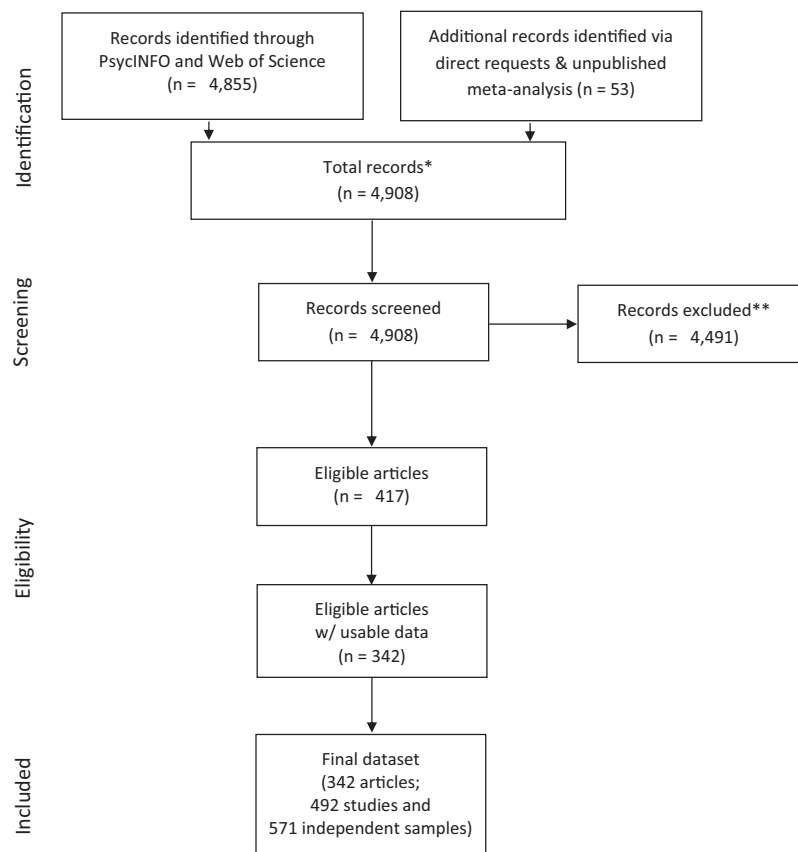 Identification
Records identified through
PsycINFO and Web of Science
(n = 4,855)
Additional records identified via
direct requests & unpublished
meta-analysis (n = 53)
Total records*
(n = 4,908)
Screening
Records screened
(n = 4,908)
Records excluded**
(n = 4,491)
Eligibility
Eligible articles
(n = 417)
Eligible articles
w/ usable data
(n = 342)
Included
Final dataset
(342 articles;
492 studies and
571 independent samples)